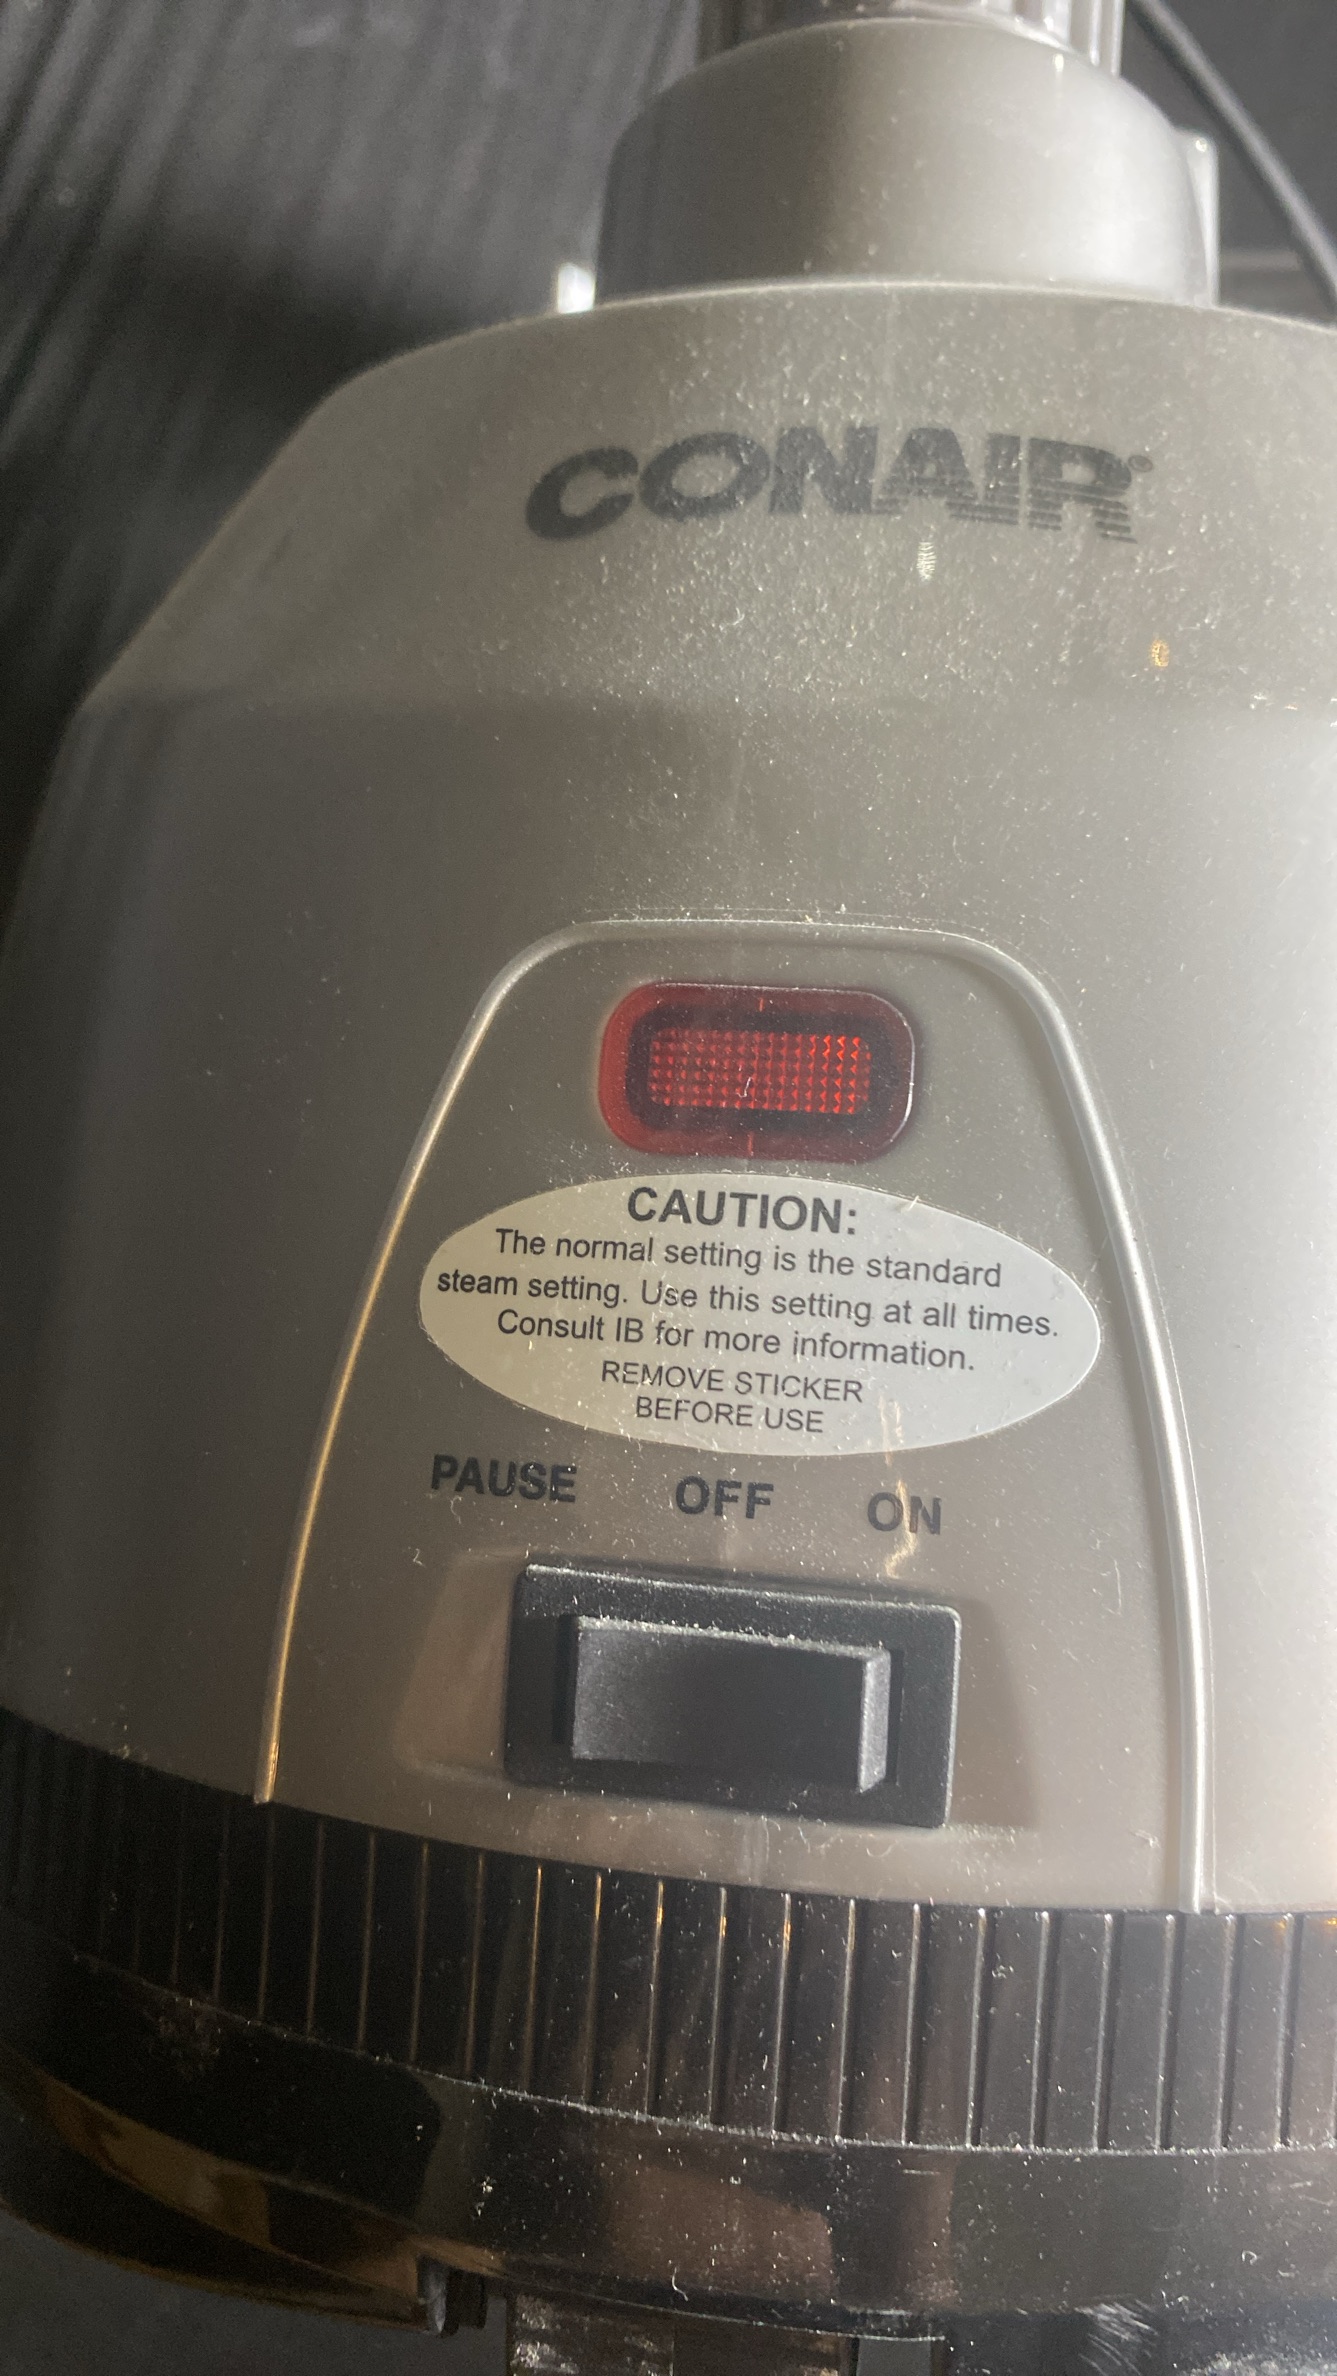 CONAIR®
CAUTION:
The normal setting is the standard
steam setting. Use this setting at all times.
Consult IB for more information.
REMOVE STICKER
BEFORE USE
PAUSE OFF ON